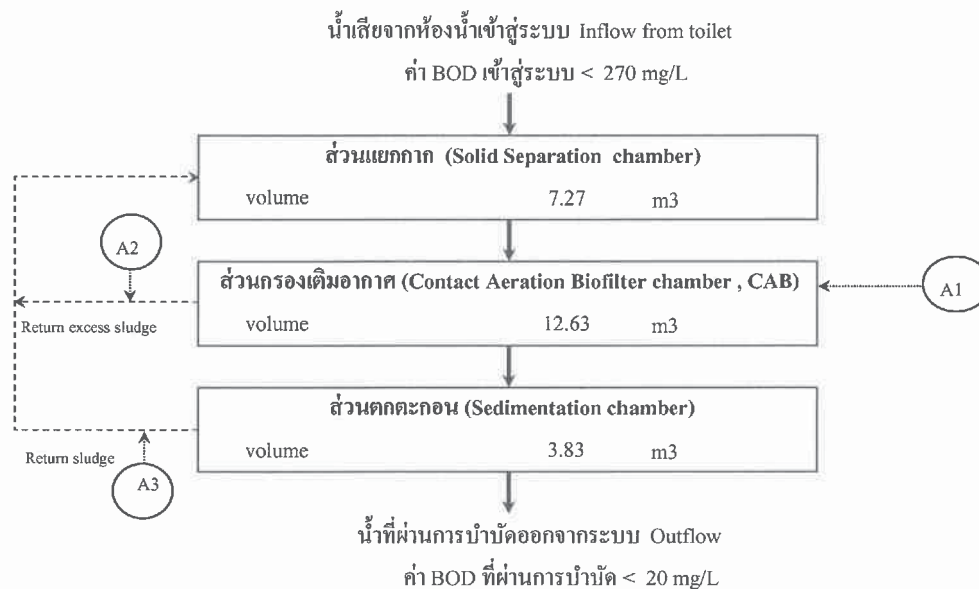 น้ำเสียจากห้องน้ำเข้าสู่ระบบ Inflow from toilet
ค่า BOD เข้าสู่ระบบ < 270 mg/L
ส่วนแยกกาก (Solid Separation chamber)
volume 7.27 m3
A2
ส่วนกรองเติมอากาศ (Contact Aeration Biofilter chamber , CAB)
A1
volume 12.63 m3
Return excess sludge
ส่วนตกตะกอน (Sedimentation chamber)
volume 3.83 m3
Return sludge
A3
น้ำที่ผ่านการบำบัดออกจากระบบ Outflow
ค่า BOD ที่ผ่านการบำบัด < 20 mg/L